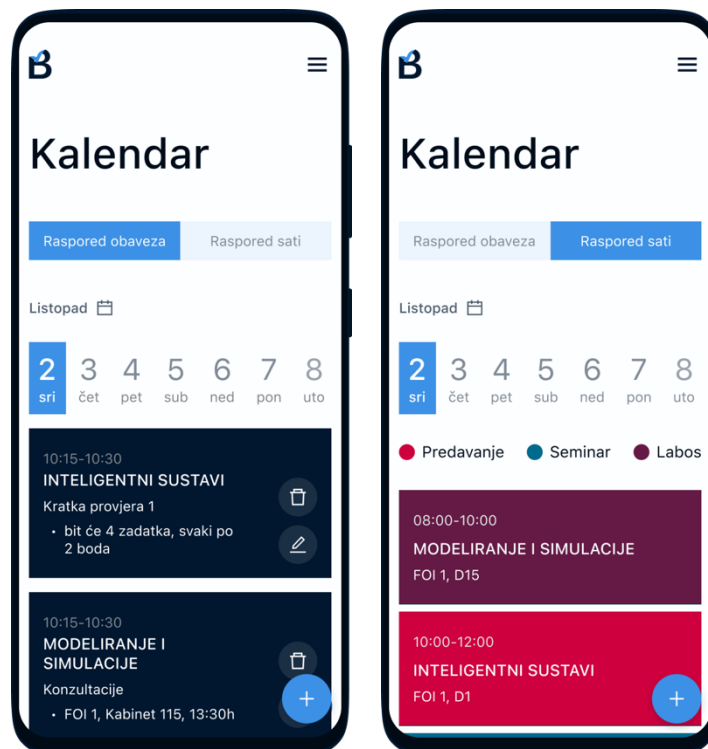 B
Kalendar
Raspored obaveza Raspored sati
Listopad
2 3 4 5 6 7 8
sri čet pet sub ned pon uto
10:15-10:30
INTELIGENTNI SUSTAVI
Kratka provjera 1
• bit će 4 zadatka, svaki po
2 boda
10:15-10:30
MODELIRANJE I
SIMULACIJE
Konzultacije
• FOI 1, Kabinet 115, 13:30h
B
Kalendar
Raspored obaveza Raspored sati
Listopad
2 3 4 5 6 7 8
sri čet pet sub ned pon uto
Predavanje Seminar Labos
08:00-10:00
MODELIRANJE I SIMULACIJE
FOI 1, D15
10:00-12:00
INTELIGENTNI SUSTAVI
FOI 1, D1